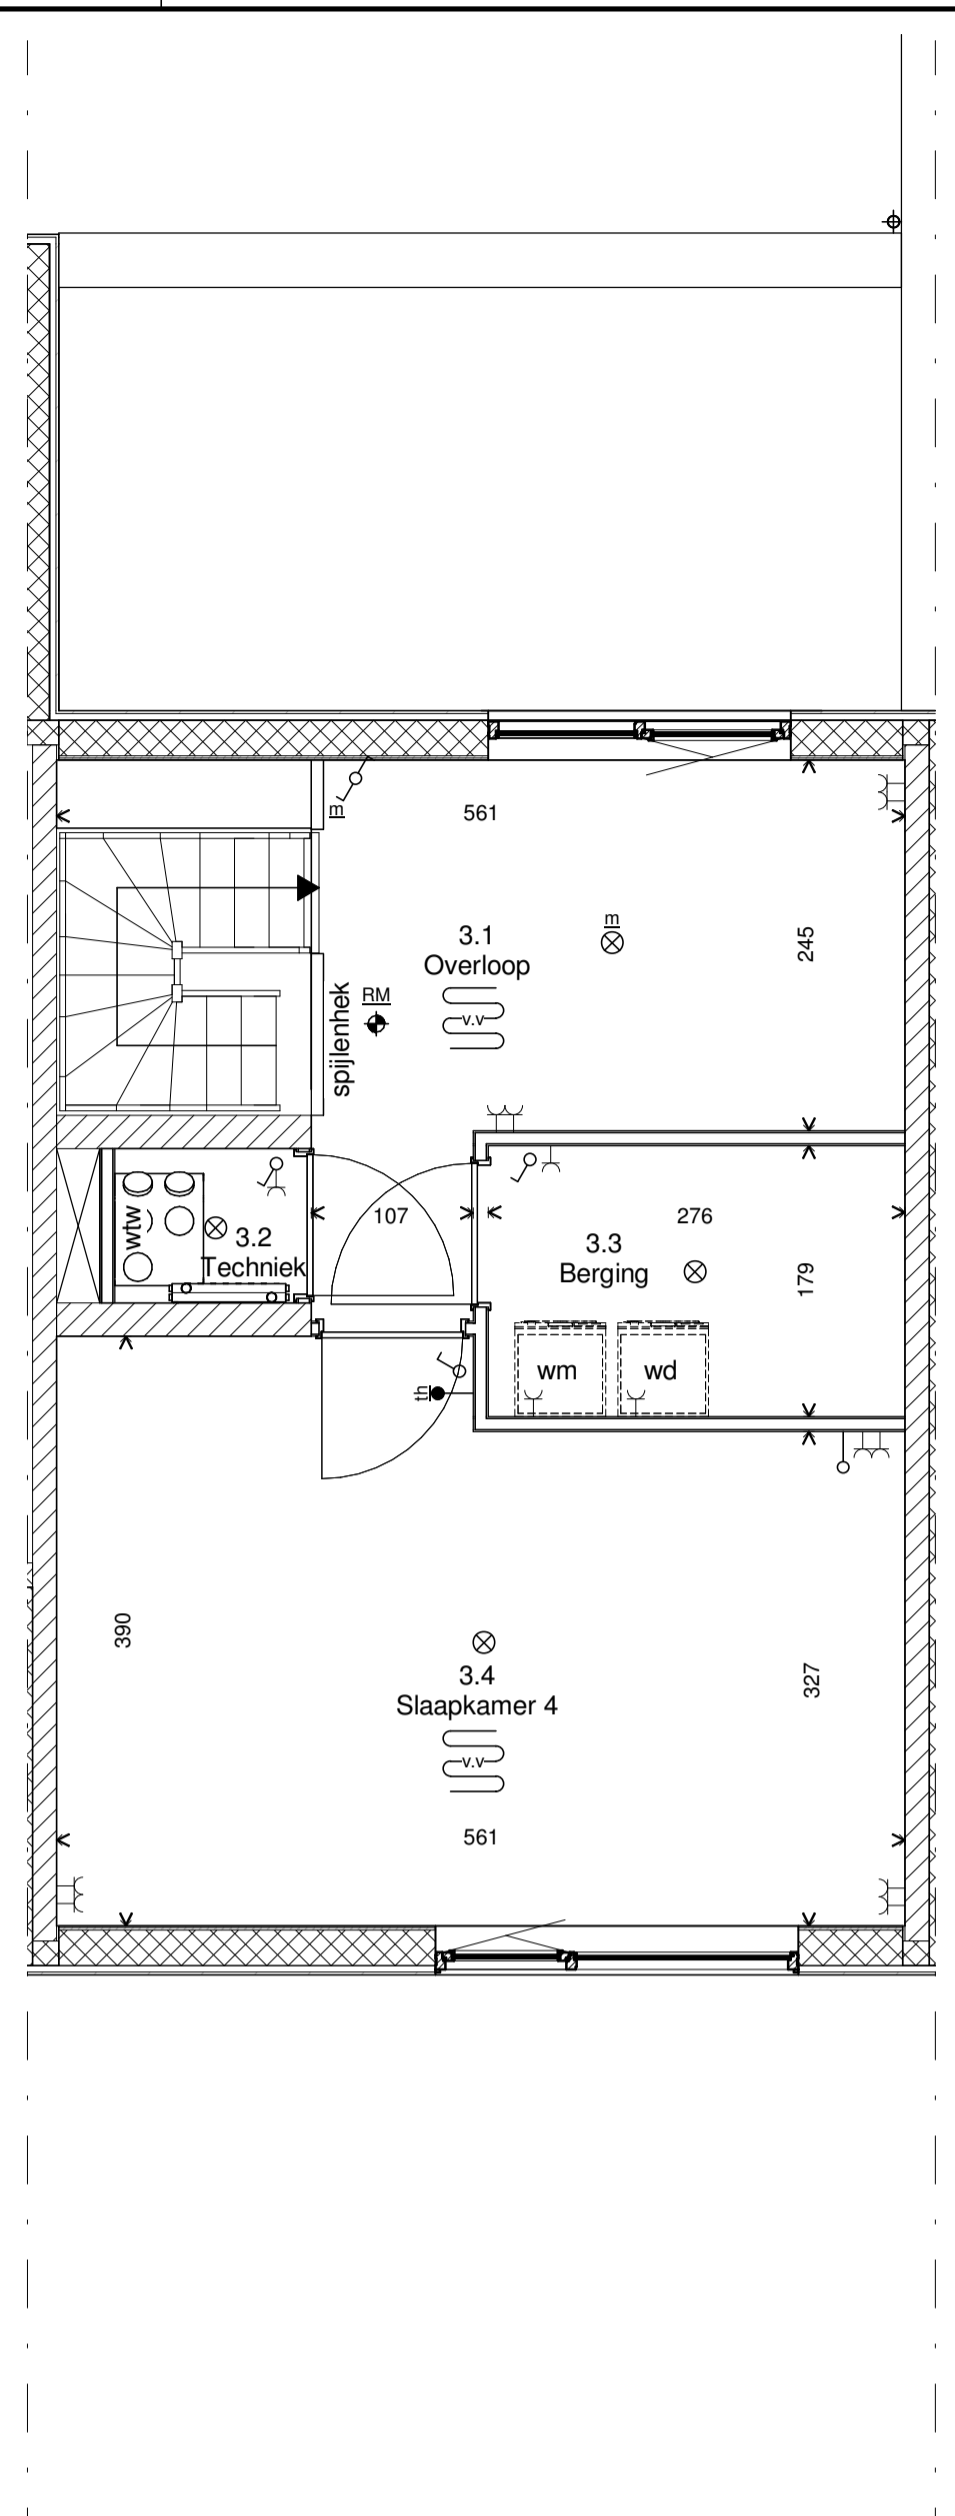 m
561
m
3.1
Overloop
245
RM
v.v
spijlenhek
wtw
3.2
Techniek
107
276
3.3
Berging
179
wm
wd
th
390
3.4
Slaapkamer 4
327
v.v
561